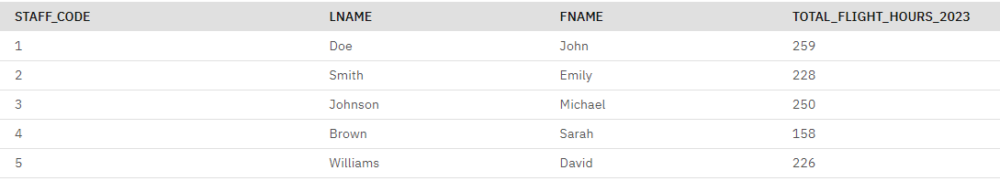 STAFF_CODE LNAME FNAME TOTAL_FLIGHT_HOURS_2023
1 Doe John 259
2 Smith Emily 228
3 Johnson Michael 250
4 Brown Sarah 158
5 Williams David 226